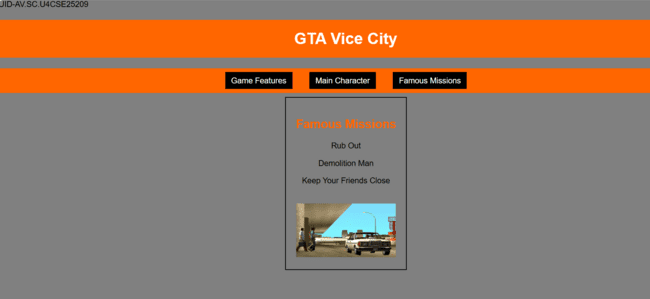 UID-AV.SC.U4CSE25209
GTA Vice City
Game Features
Main Character
Famous Missions
Famous Missions
Rub Out
Demolition Man
Keep Your Friends Close